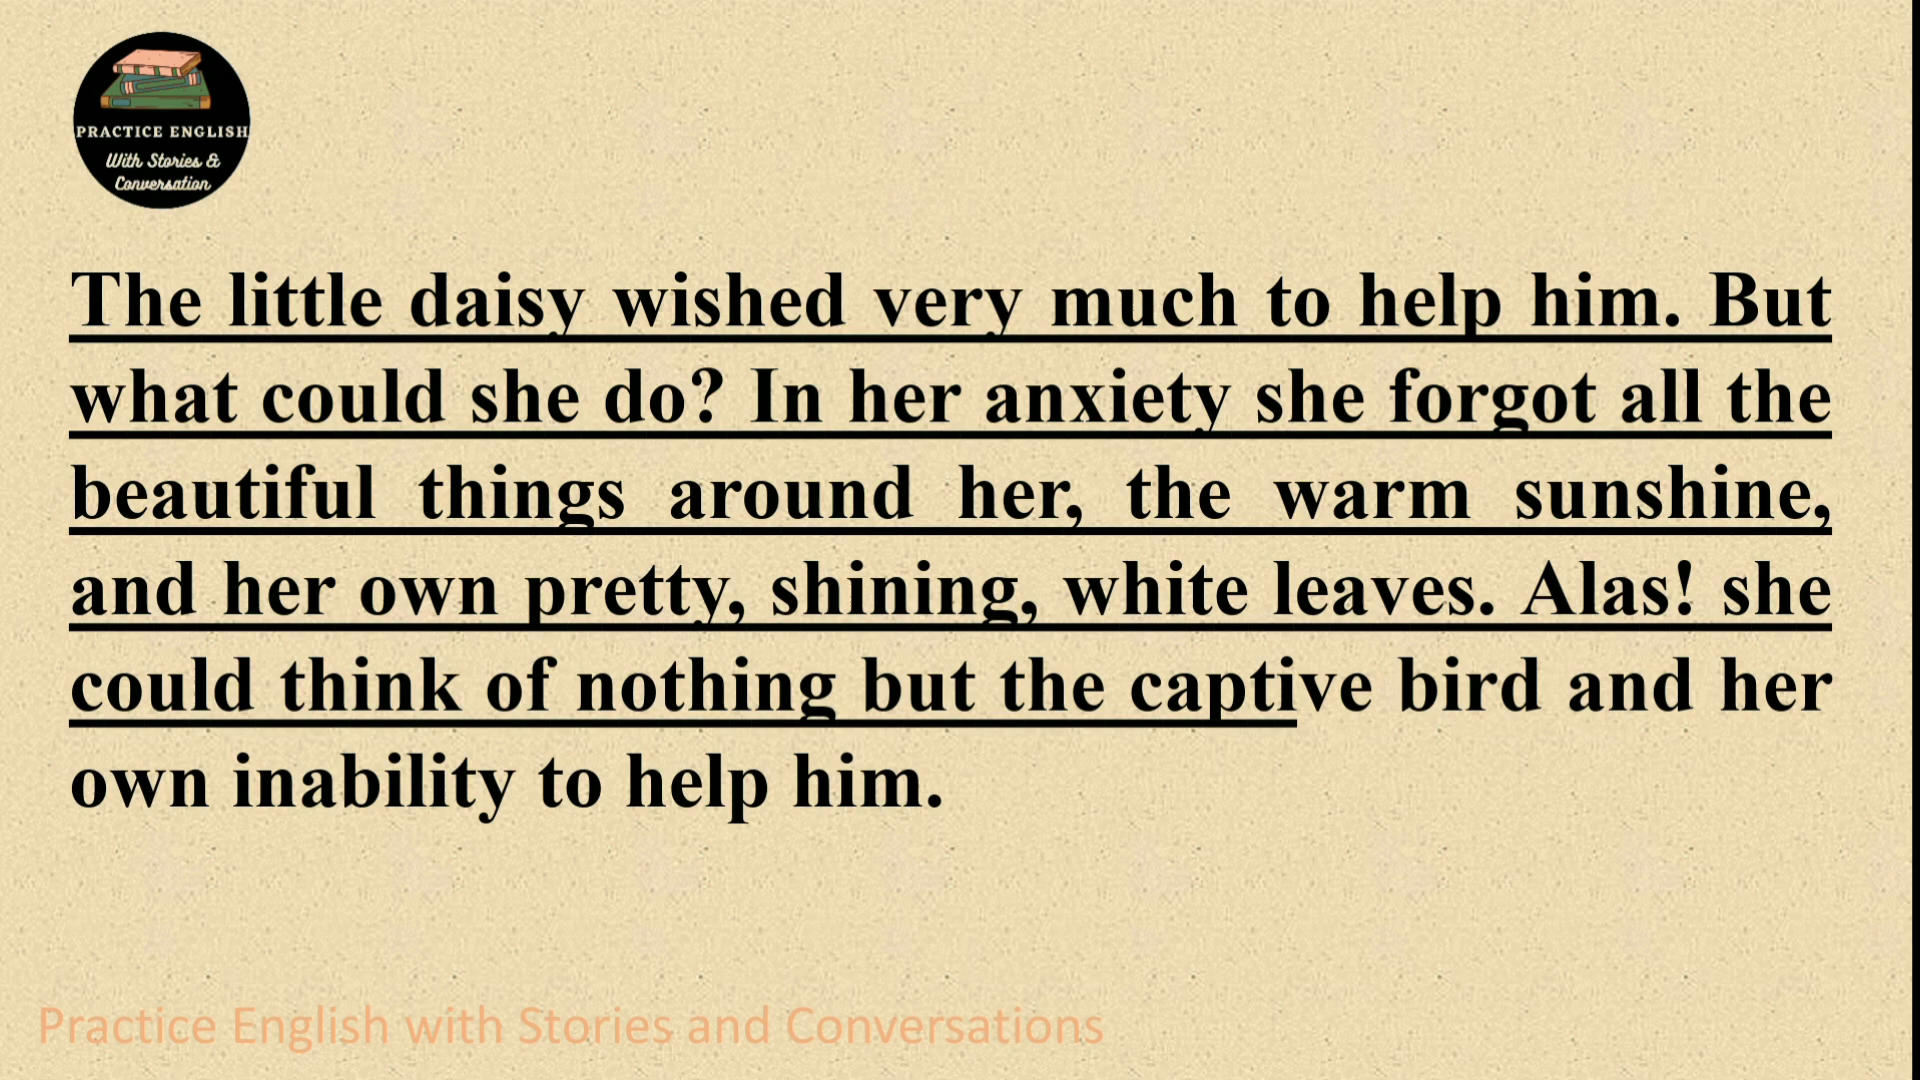 PRACTICE ENGLISH
With Stories &
Conversation
The little daisy wished very much to help him. But
what could she do? In her anxiety she forgot all the
beautiful things around her, the warm sunshine,
and her own pretty, shining, white leaves. Alas! she
could think of nothing but the captive bird and her
own inability to help him.
Practice English with Stories and Conversations